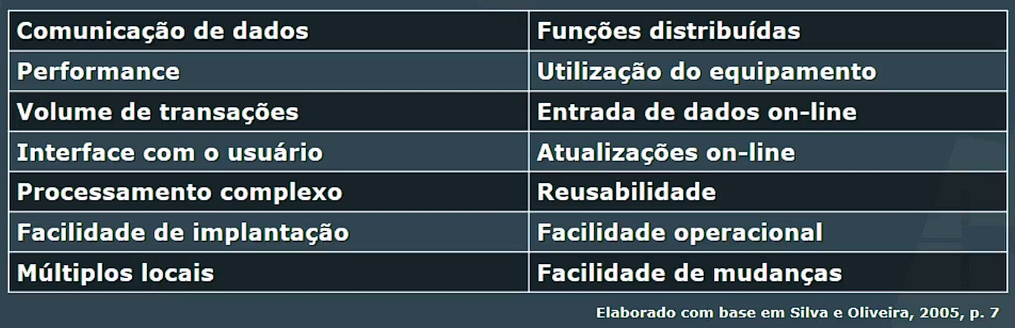 Comunicação de dados
Funções distribuídas
Performance
Utilização do equipamento
Volume de transações
Entrada de dados on-line
Interface com o usuário
Atualizações on-line
Processamento complexo
Reusabilidade
Facilidade de implantação
Facilidade operacional
Múltiplos locais
Facilidade de mudanças
Elaborado com base em Silva e Oliveira, 2005, p. 7